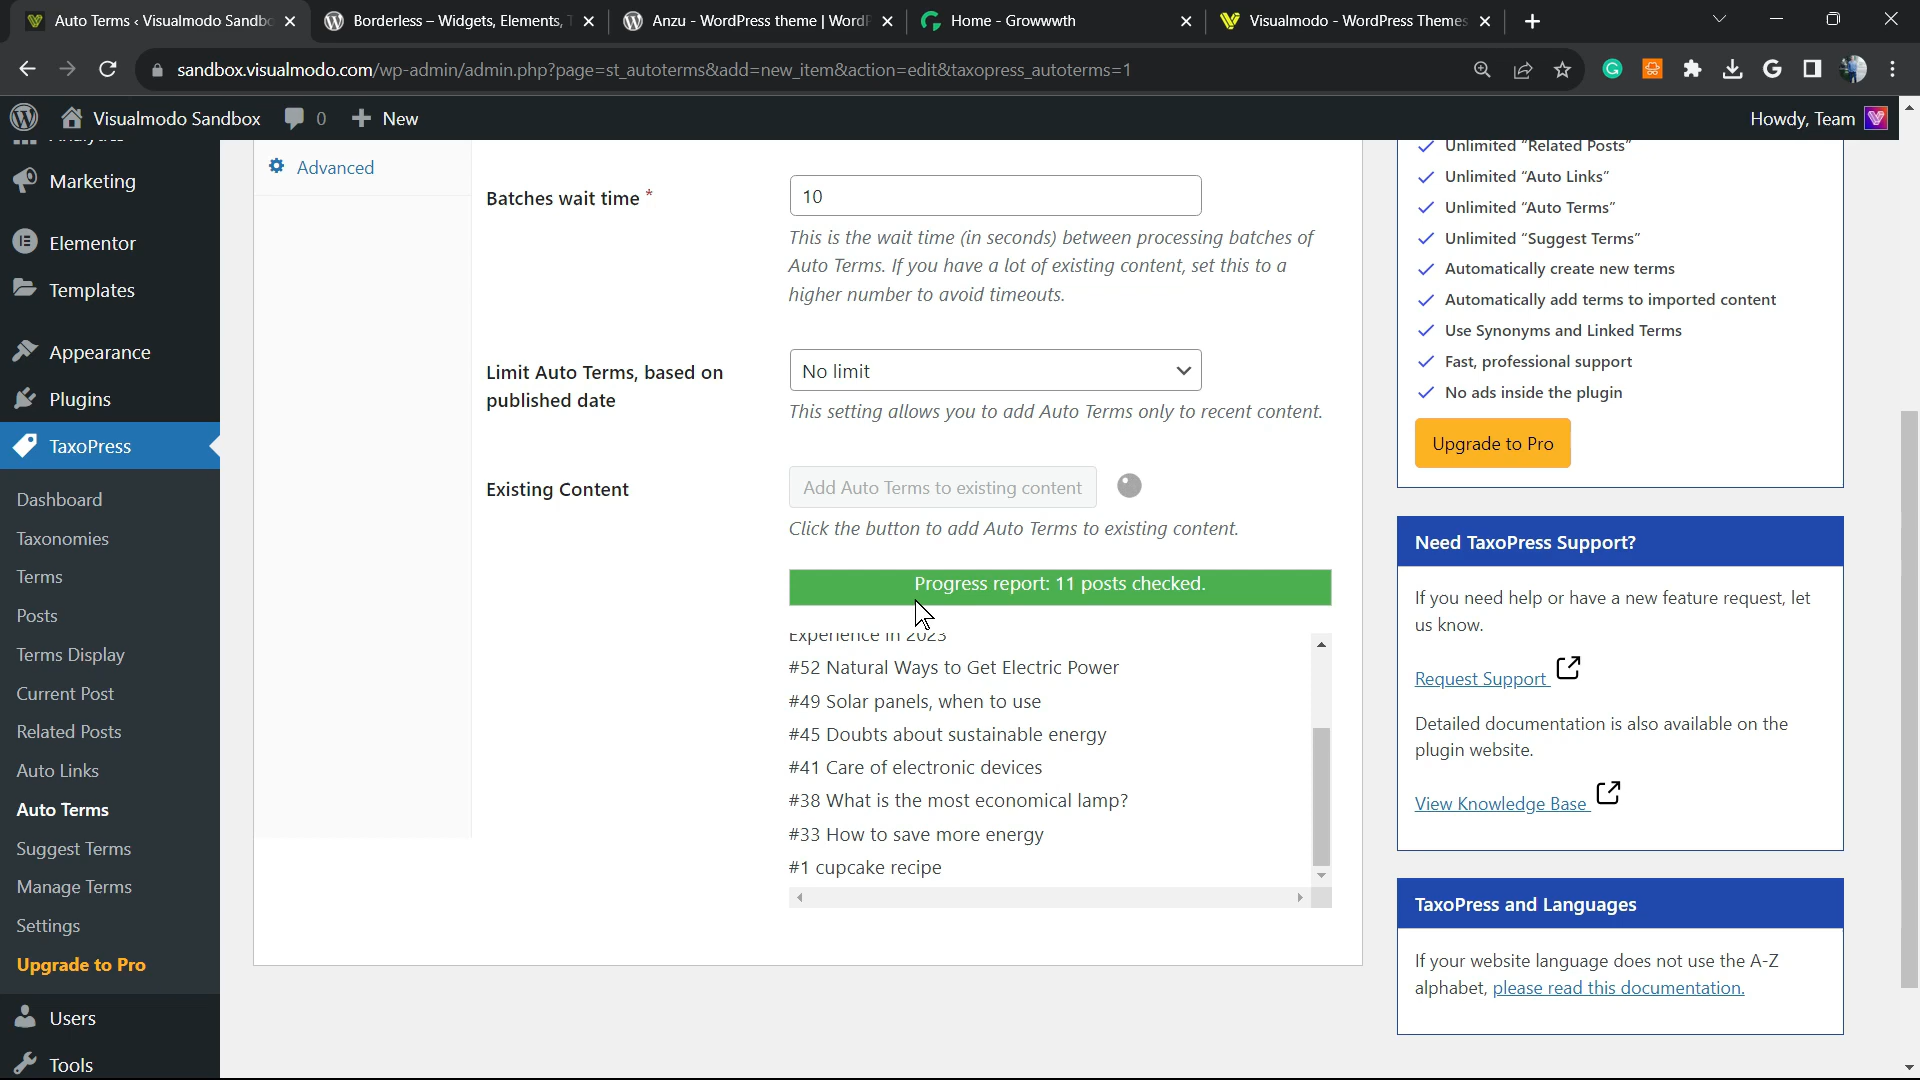 Auto Terms ‹ Visualmodo Sandbo
Borderless – Widgets, Elements, T
Anzu - WordPress theme | WordP
Home - Growwwth
Visualmodo - WordPress Themes
sandbox.visualmodo.com/wp-admin/admin.php?page=st_autoterms&add=new_item&action=edit&taxopress_autoterms=1
Visualmodo Sandbox
0
New
Howdy, Team
Marketing
Elementor
Templates
Appearance
Plugins
TaxoPress
Dashboard
Taxonomies
Terms
Posts
Terms Display
Current Post
Related Posts
Auto Links
Auto Terms
Suggest Terms
Manage Terms
Settings
Upgrade to Pro
Users
Tools
Advanced
Batches wait time *
10
This is the wait time (in seconds) between processing batches of
Auto Terms. If you have a lot of existing content, set this to a
higher number to avoid timeouts.
Limit Auto Terms, based on
published date
No limit
This setting allows you to add Auto Terms only to recent content.
Existing Content
Add Auto Terms to existing content
Click the button to add Auto Terms to existing content.
Progress report: 11 posts checked.
Experience in 2023
#52 Natural Ways to Get Electric Power
#49 Solar panels, when to use
#45 Doubts about sustainable energy
#41 Care of electronic devices
#38 What is the most economical lamp?
#33 How to save more energy
#1 cupcake recipe
Unlimited “Related Posts”
Unlimited “Auto Links”
Unlimited “Auto Terms”
Unlimited “Suggest Terms”
Automatically create new terms
Automatically add terms to imported content
Use Synonyms and Linked Terms
Fast, professional support
No ads inside the plugin
Upgrade to Pro
Need TaxoPress Support?
If you need help or have a new feature request, let
us know.
Request Support
Detailed documentation is also available on the
plugin website.
View Knowledge Base
TaxoPress and Languages
If your website language does not use the A-Z
alphabet, please read this documentation.